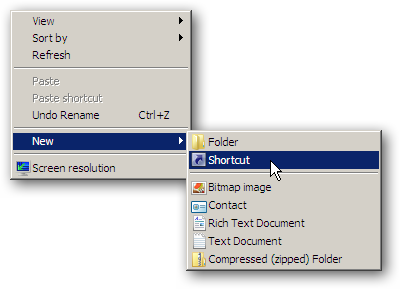 View
Sort by
Refresh
Paste
Paste shortcut
Undo Rename Ctrl+Z
New
Screen resolution
Folder
Shortcut
Bitmap image
Contact
Rich Text Document
Text Document
Compressed (zipped) Folder